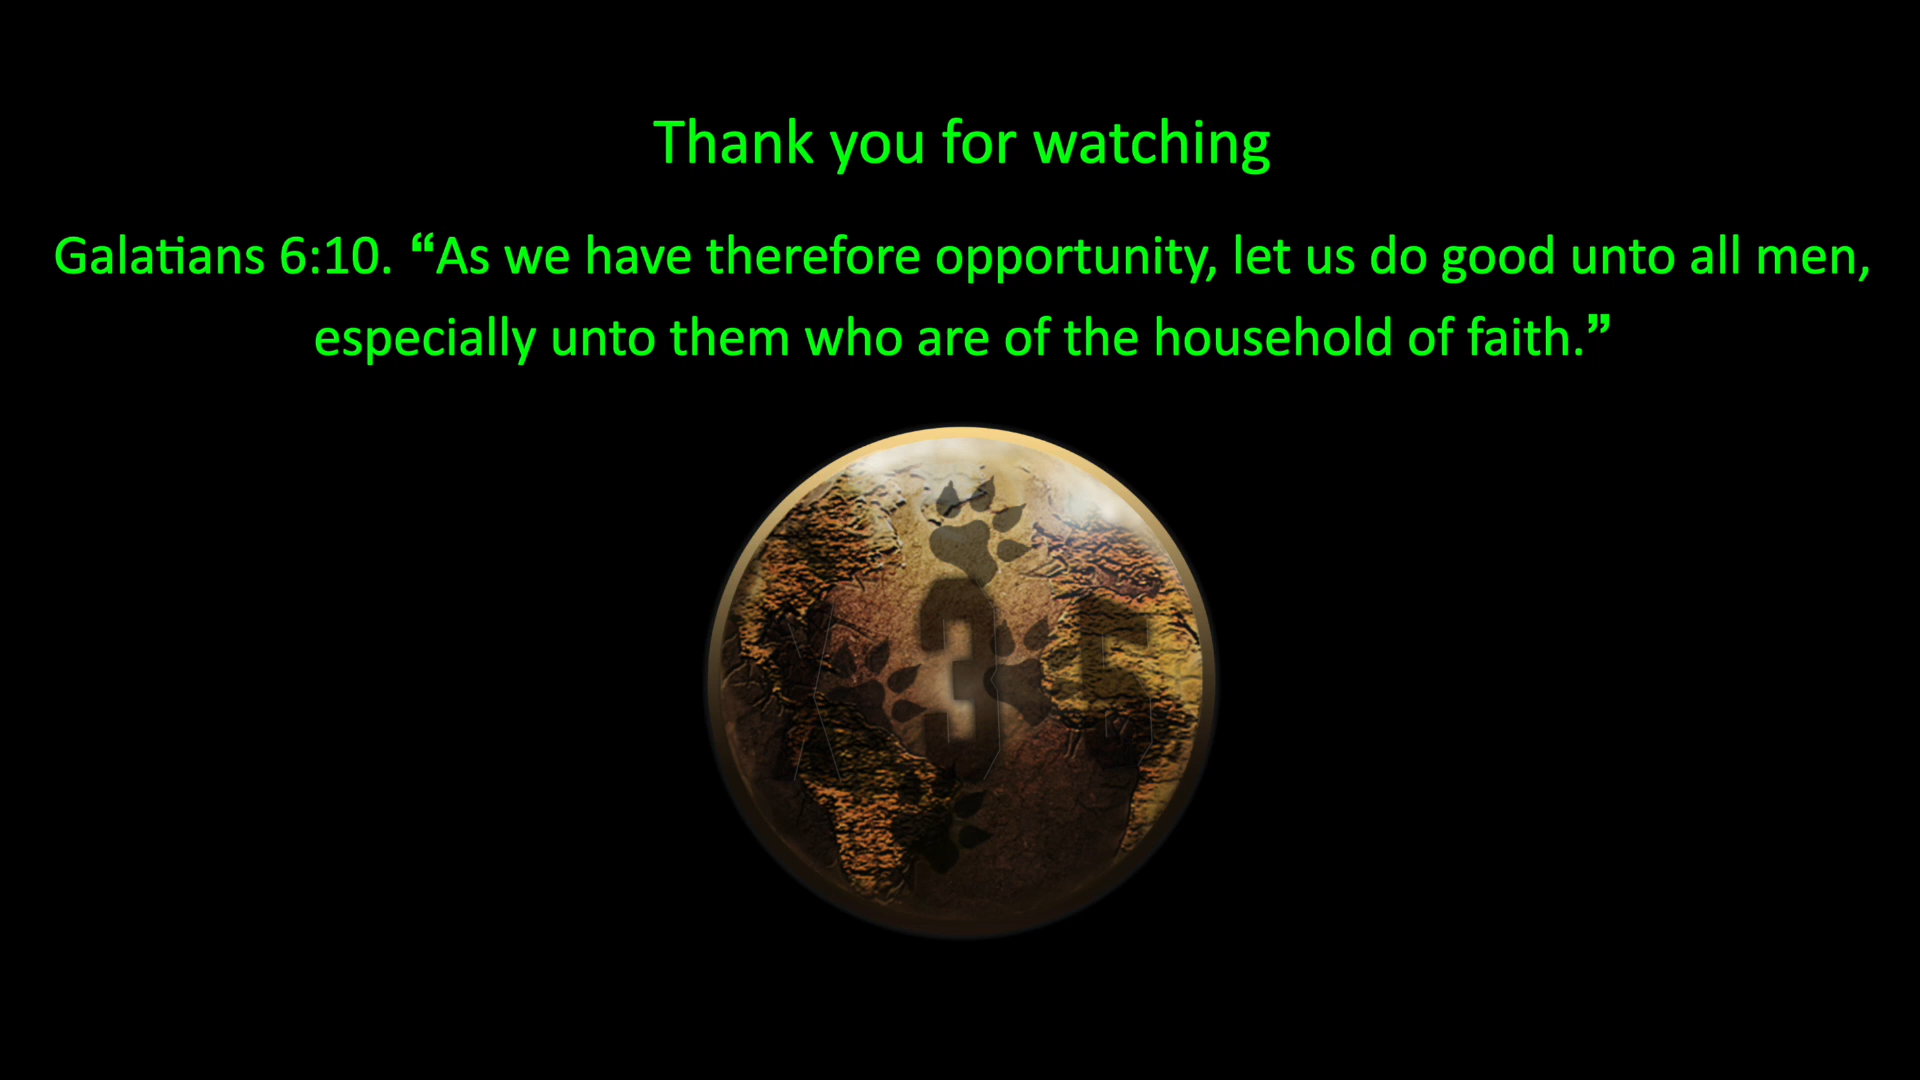 Thank you for watching
Galatians 6:10. “As we have therefore opportunity, let us do good unto all men,
especially unto them who are of the household of faith.”
3